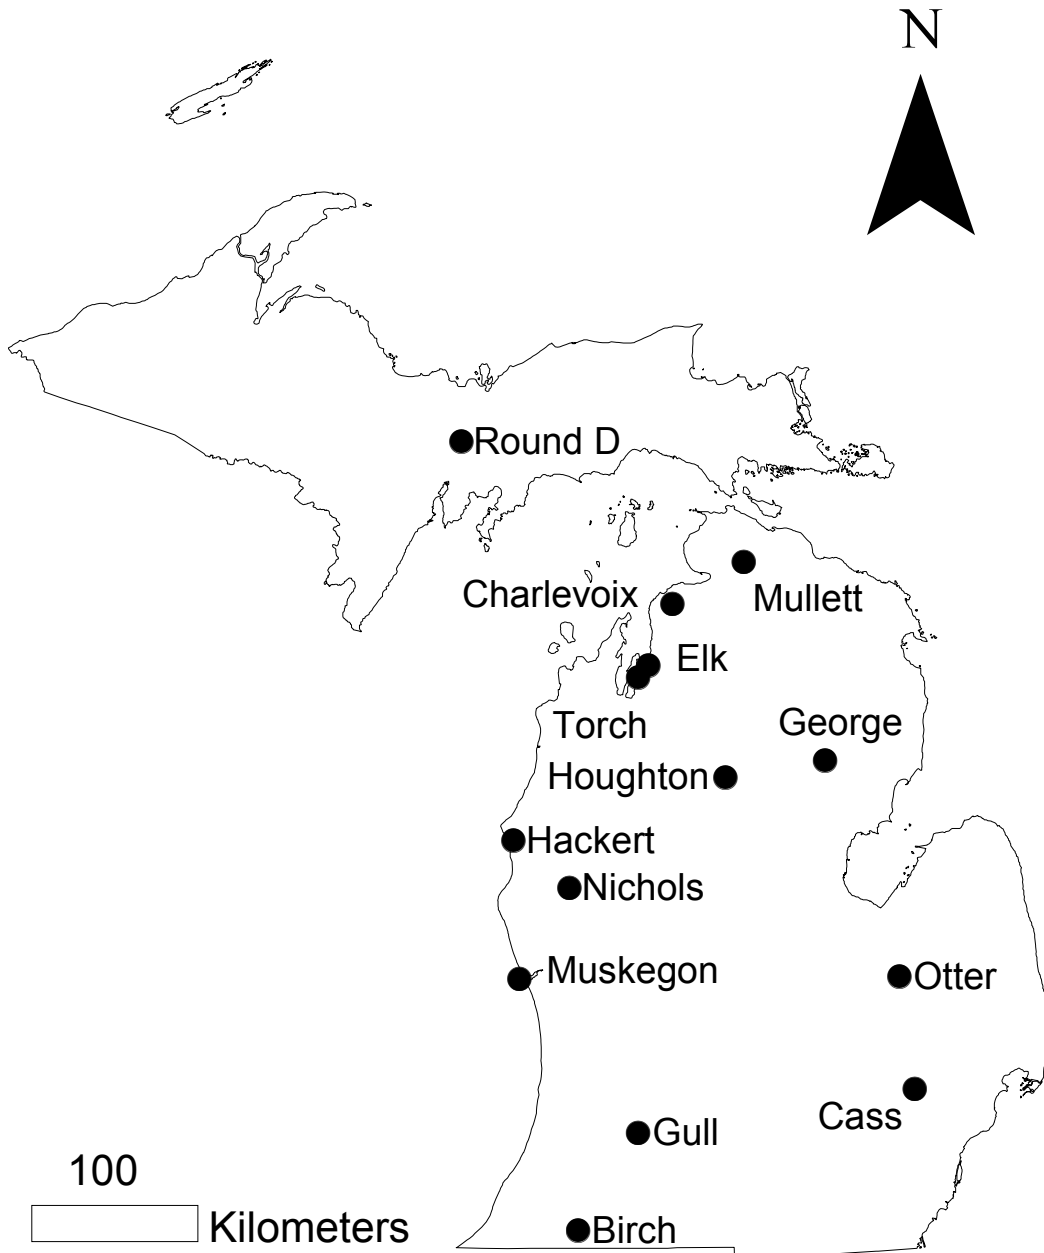 N
Round D
Charlevoix
Mullett
Elk
Torch
George
Houghton
Hackert
Nichols
Muskegon
Otter
Cass
Gull
100
Kilometers
Birch